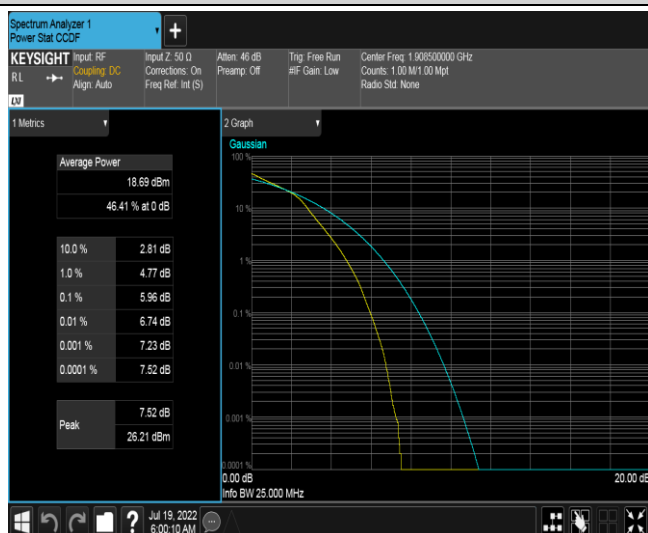 Spectrum Analyzer 1
Power Stat CCDF
KEYSIGHT
RL
LXI
Input: RF
Coupling: DC
Align: Auto
Input Z: 50 Ω
Corrections: On
Freq Ref: Int (S)
Atten: 46 dB
Preamp: Off
Trig: Free Run
#IF Gain: Low
Center Freq: 1.908500000 GHz
Counts: 1.00 M/1.00 Mpt
Radio Std: None
1 Metrics
Average Power
18.69 dBm
46.41 % at 0 dB
10.0 % 2.81 dB
1.0 % 4.77 dB
0.1 % 5.96 dB
0.01 % 6.74 dB
0.001 % 7.23 dB
0.0001 % 7.52 dB
Peak
7.52 dB
26.21 dBm
2 Graph
Gaussian
100 %
10 %
1 %
0.1 %
0.01 %
0.001 %
0.0001 %
0.00 dB 20.00 dB
Info BW 25.000 MHz
?
Jul 19, 2022
6:00:10 AM